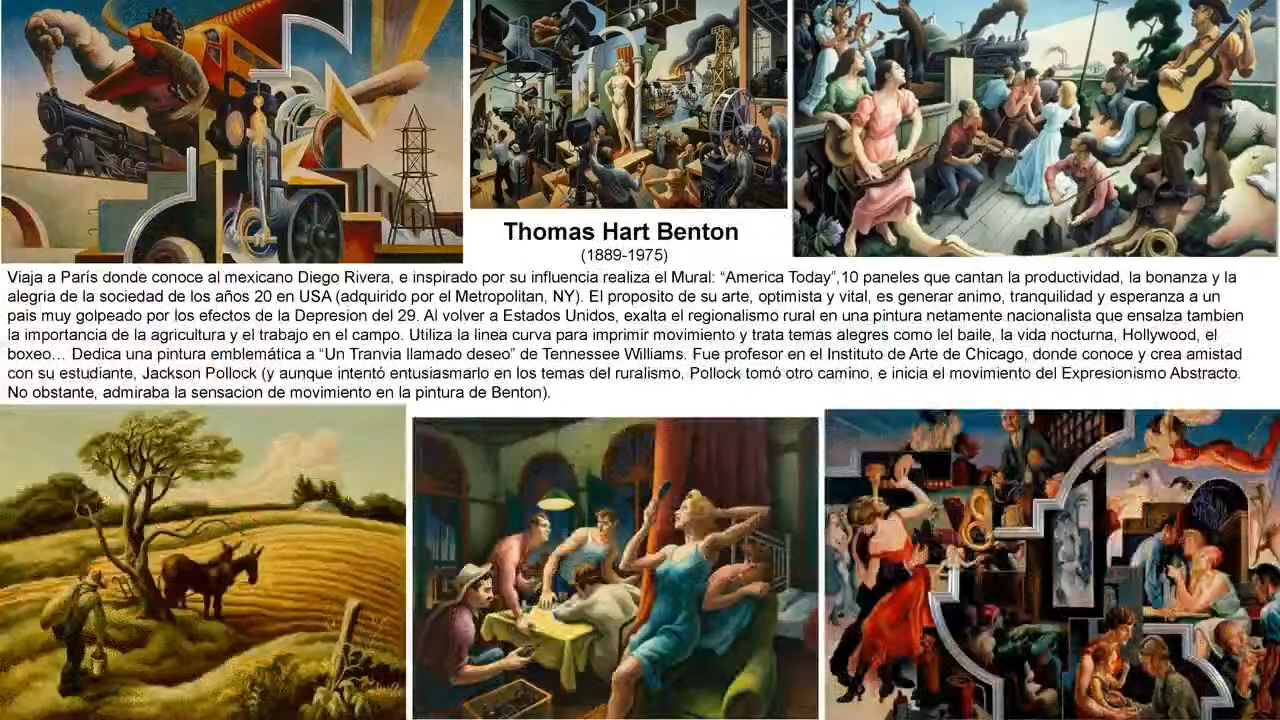 Thomas Hart Benton
(1889-1975)
Viaja a París donde conoce al mexicano Diego Rivera, e inspirado por su influencia realiza el Mural: “America Today”,10 paneles que cantan la productividad, la bonanza y la
alegria de la sociedad de los años 20 en USA (adquirido por el Metropolitan, NY). El proposito de su arte, optimista y vital, es generar animo, tranquilidad y esperanza a un
pais muy golpeado por los efectos de la Depresion del 29. Al volver a Estados Unidos, exalta el regionalismo rural en una pintura netamente nacionalista que ensalza tambien
la importancia de la agricultura y el trabajo en el campo. Utiliza la linea curva para imprimir movimiento y trata temas alegres como lel baile, la vida nocturna, Hollywood, el
boxeo… Dedica una pintura emblemática a “Un Tranvia llamado deseo” de Tennessee Williams. Fue profesor en el Instituto de Arte de Chicago, donde conoce y crea amistad
con su estudiante, Jackson Pollock (y aunque intentó entusiasmarlo en los temas del ruralismo, Pollock tomó otro camino, e inicia el movimiento del Expresionismo Abstracto.
No obstante, admiraba la sensacion de movimiento en la pintura de Benton).